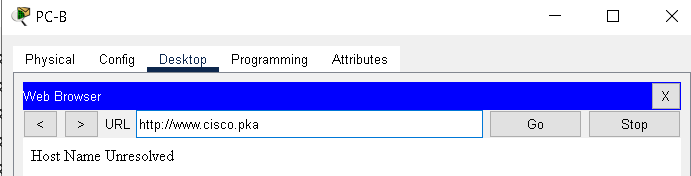 PC-B
Physical Config Desktop Programming Attributes
Web Browser X
< > URL http://www.cisco.pka Go Stop
Host Name Unresolved